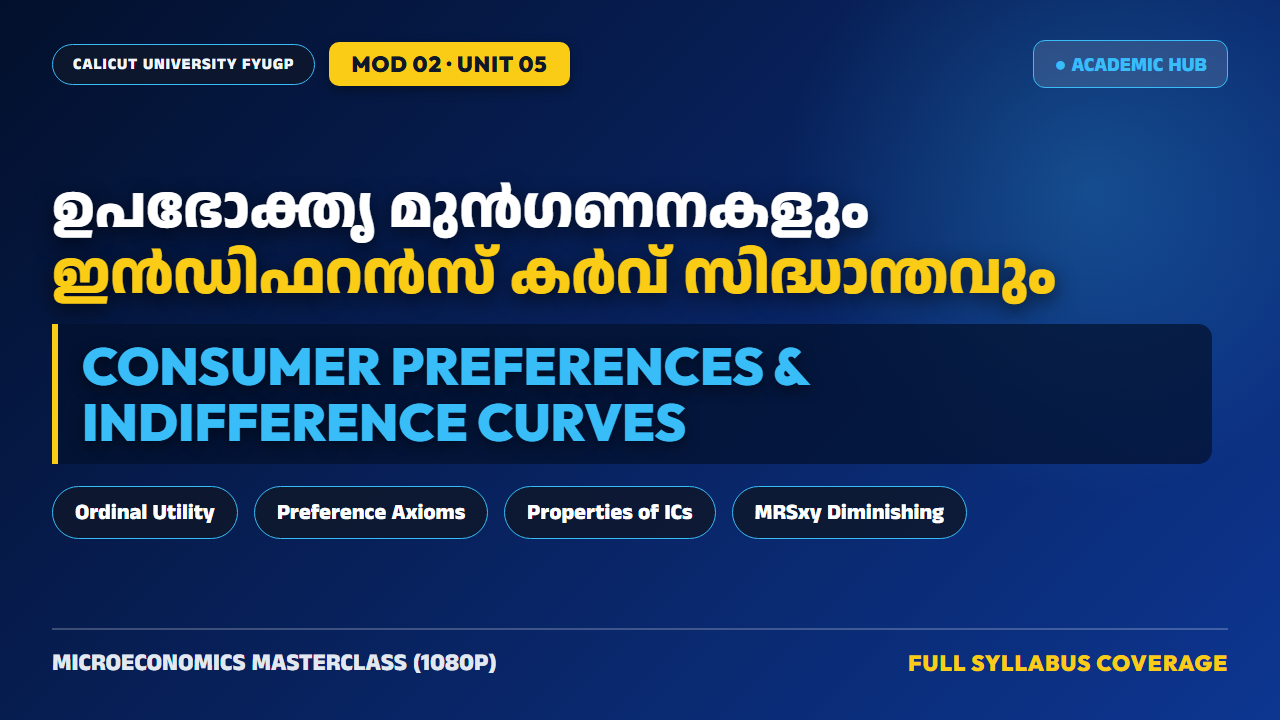 CALICUT UNIVERSITY FYUGP
MOD 02 · UNIT 05
● ACADEMIC HUB
ഉപഭോക്തൃ മുൻഗണനകളും
ഇൻഡിഫറൻസ് കർവ് സിദ്ധാന്തവും
CONSUMER PREFERENCES &
INDIFFERENCE CURVES
Ordinal Utility
Preference Axioms
Properties of ICs
MRSxy Diminishing
MICROECONOMICS MASTERCLASS (1080P)
FULL SYLLABUS COVERAGE